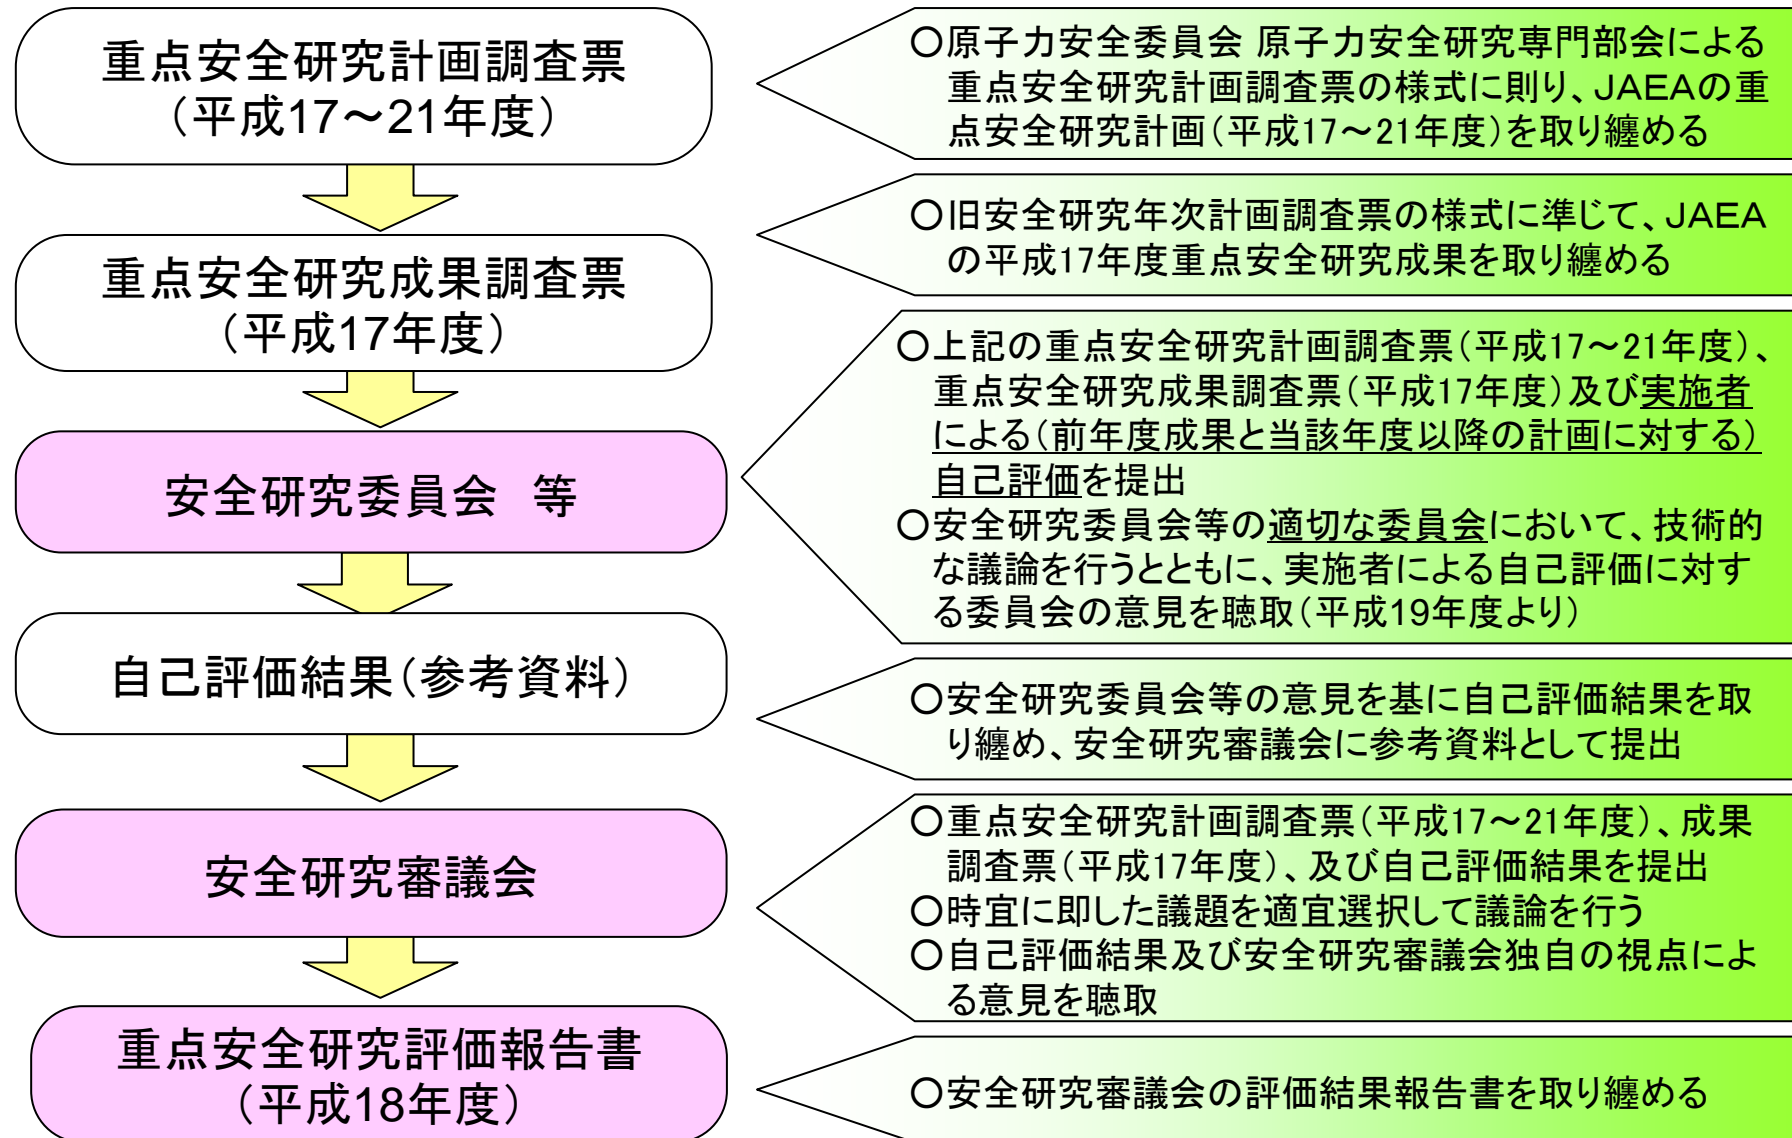 重点安全研究計画調査票
（平成17～21年度）
○原子力安全委員会 原子力安全研究専門部会による
重点安全研究計画調査票の様式に則り、JAEAの重
点安全研究計画（平成17～21年度）を取り纏める
重点安全研究成果調査票
（平成17年度）
○旧安全研究年次計画調査票の様式に準じて、JAEA
の平成17年度重点安全研究成果を取り纏める
安全研究委員会　等
○上記の重点安全研究計画調査票（平成17～21年度）、
重点安全研究成果調査票（平成17年度）及び実施者
による（前年度成果と当該年度以降の計画に対する）
自己評価を提出
○安全研究委員会等の適切な委員会において、技術的
な議論を行うとともに、実施者による自己評価に対す
る委員会の意見を聴取（平成19年度より）
自己評価結果（参考資料）
○安全研究委員会等の意見を基に自己評価結果を取
り纏め、安全研究審議会に参考資料として提出
安全研究審議会
○重点安全研究計画調査票（平成17～21年度）、成果
調査票（平成17年度）、及び自己評価結果を提出
○時宜に即した議題を適宜選択して議論を行う
○自己評価結果及び安全研究審議会独自の視点によ
る意見を聴取
重点安全研究評価報告書
（平成18年度）
○安全研究審議会の評価結果報告書を取り纏める